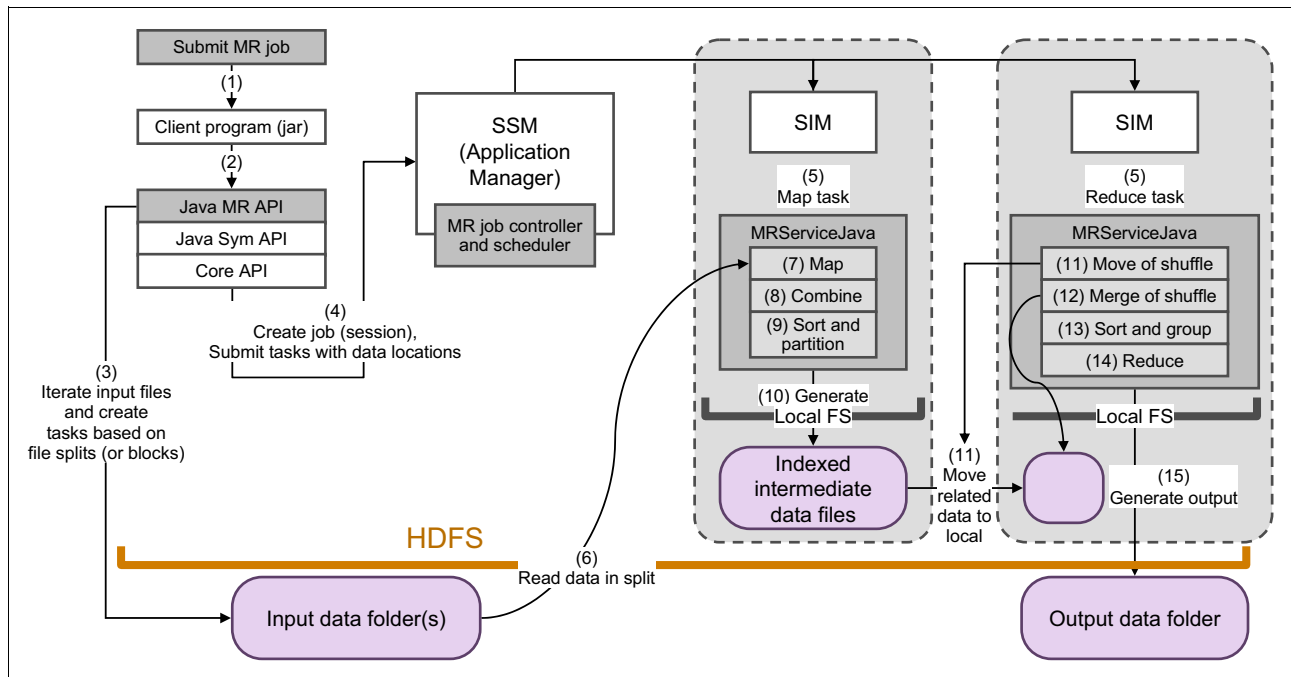 Submit MR job
(1)
Client program (jar)
(2)
Java MR API
Java Sym API
Core API
(3)
Iterate input files
and create
tasks based on
file splits (or blocks)
(4)
Create job (session),
Submit tasks with data locations
SSM
(Application
Manager)
MR job controller
and scheduler
SIM
(5)
Map task
MRServiceJava
(7) Map
(8) Combine
(9) Sort and
partition
(10) Generate
Local FS
Indexed
intermediate
data files
SIM
(5)
Reduce task
MRServiceJava
(11) Move of shuffle
(12) Merge of shuffle
(13) Sort and group
(14) Reduce
Local FS
(11)
Move
related
data to
local
(15)
Generate output
HDFS
(6)
Read data in split
Input data folder(s)
Output data folder